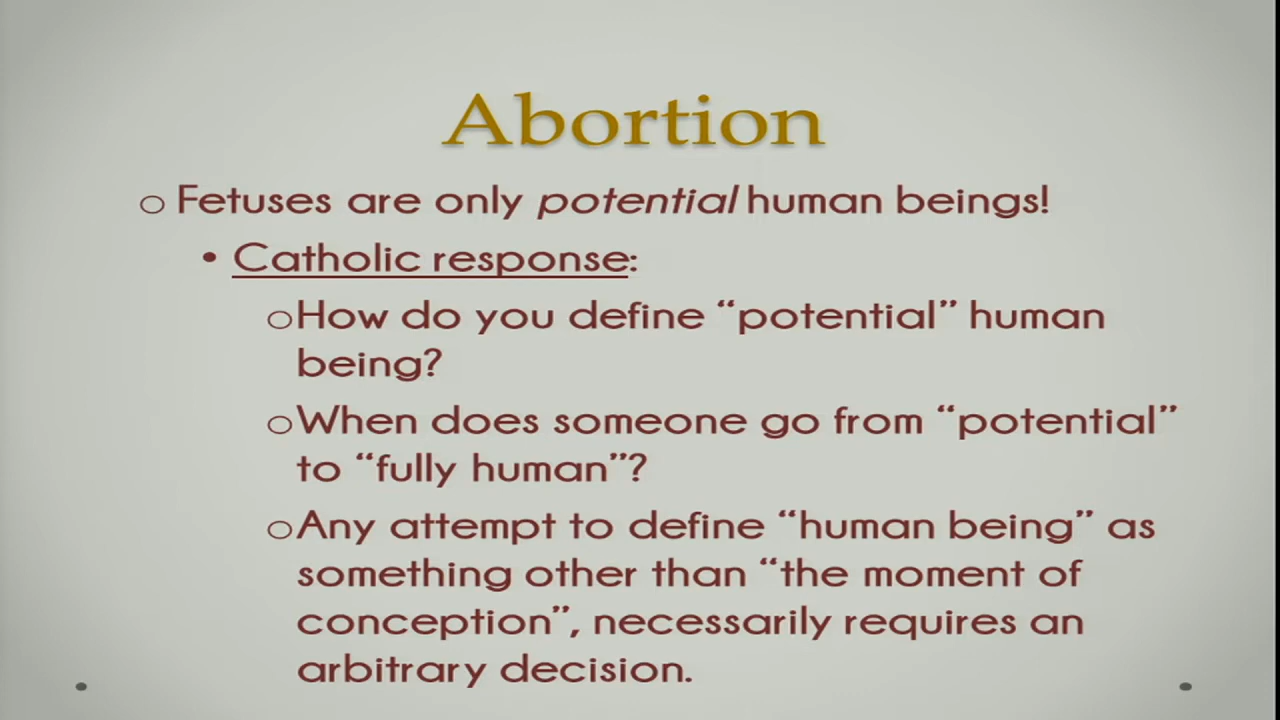 Abortion
Fetuses are only potential human beings!
Catholic response:
How do you define “potential” human
being?
When does someone go from “potential”
to “fully human”?
Any attempt to define “human being” as
something other than “the moment of
conception”, necessarily requires an
arbitrary decision.